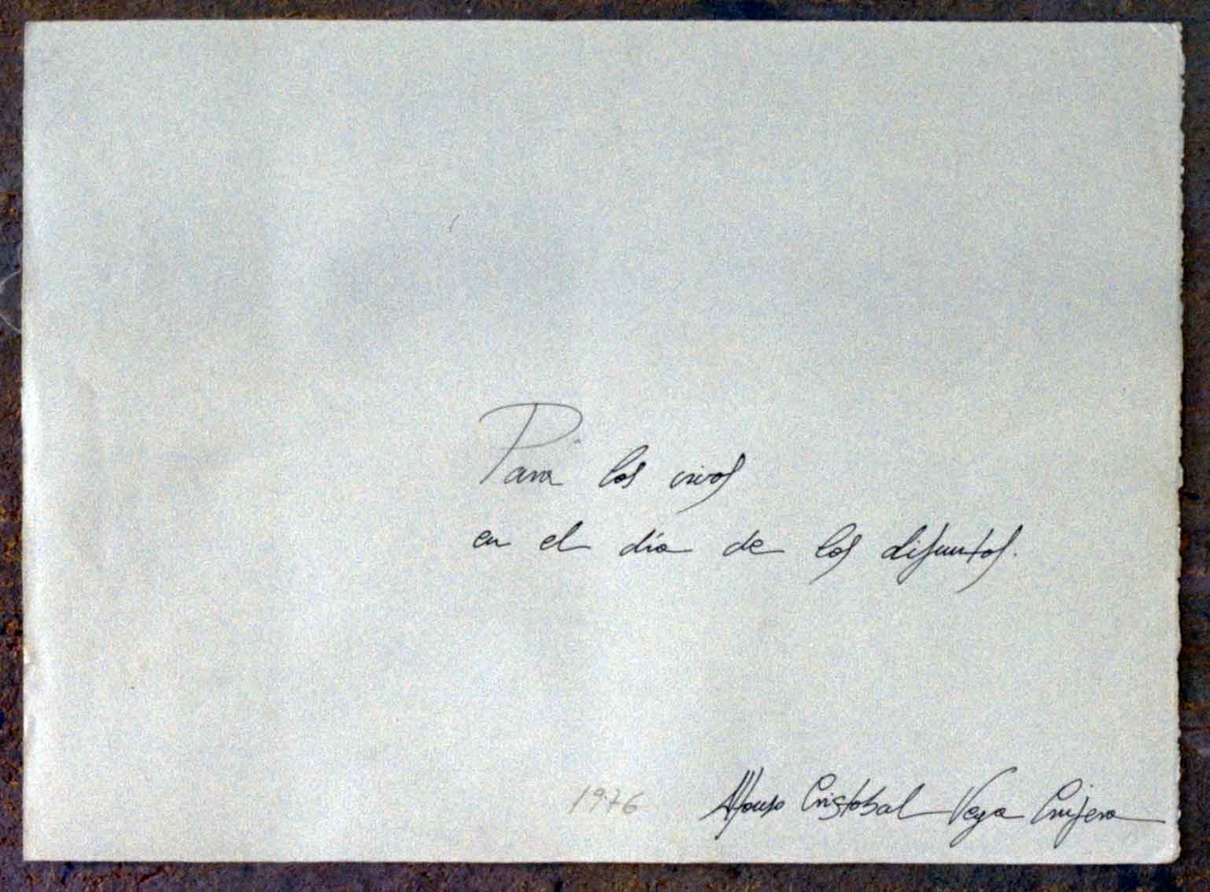 Para los vivos
en el día de los difuntos.
1976 Alfonso Cristobal Vega Crujera